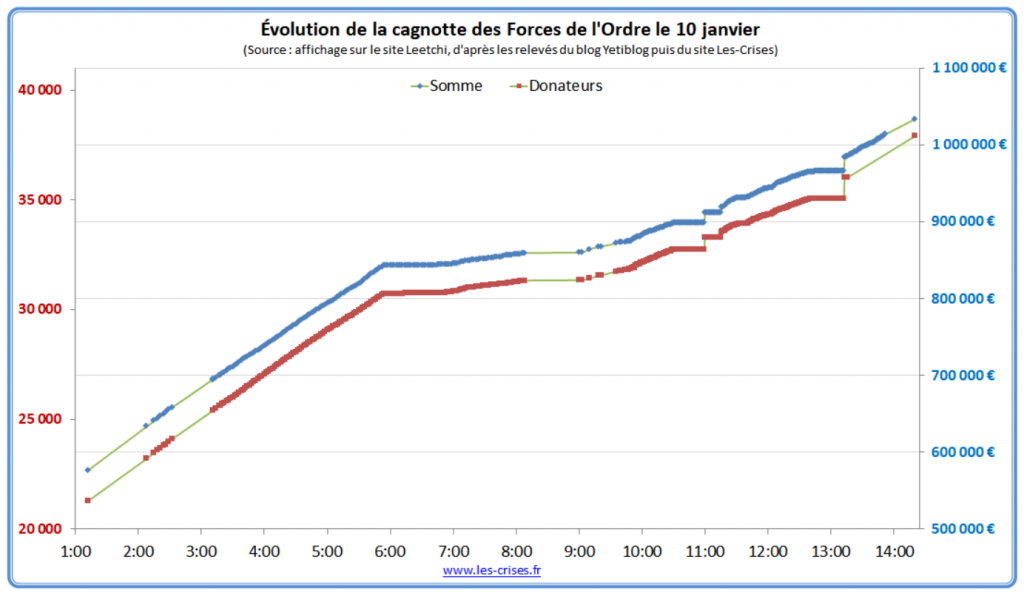 Évolution de la cagnotte des Forces de l'Ordre le 10 janvier
(Source : affichage sur le site Leetchi, d'après les relevés du blog Yetiblog puis du site Les-Crises)
Somme Donateurs
1 100 000 €
40 000
1 000 000 €
35 000
900 000 €
30 000
800 000 €
700 000 €
25 000
600 000 €
20 000
500 000 €
1:00 2:00 3:00 4:00 5:00 6:00 7:00 8:00 9:00 10:00 11:00 12:00 13:00 14:00
www.les-crises.fr